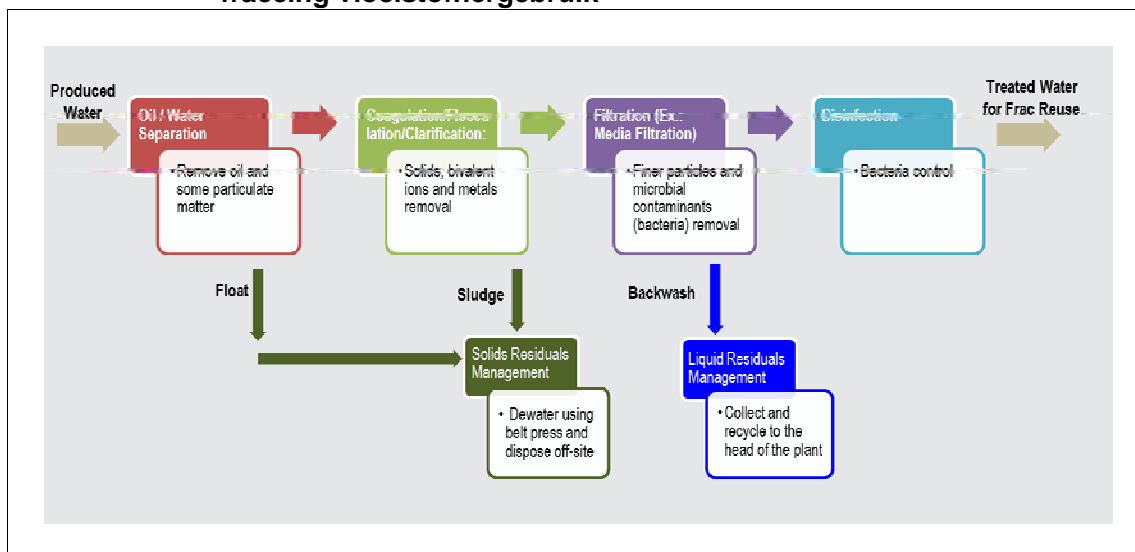 fracing vloeistofhergebruik
Produced
Water
Oil / Water
Separation
• Remove oil and
some particulate
matter
Coagulation/Floccu
lation/Clarification:
• Solids, bivalent
ions and metals
removal
Filtration (Ex.:
Media Filtration)
• Finer particles and
microbial
contaminants
(bacteria) removal
Disinfection
• Bacteria control
Treated Water
for Frac Reuse
Float
Sludge
Backwash
Solids Residuals
Management
• Dewater using
belt press and
dispose off-site
Liquid Residuals
Management
• Collect and
recycle to the
head of the plant